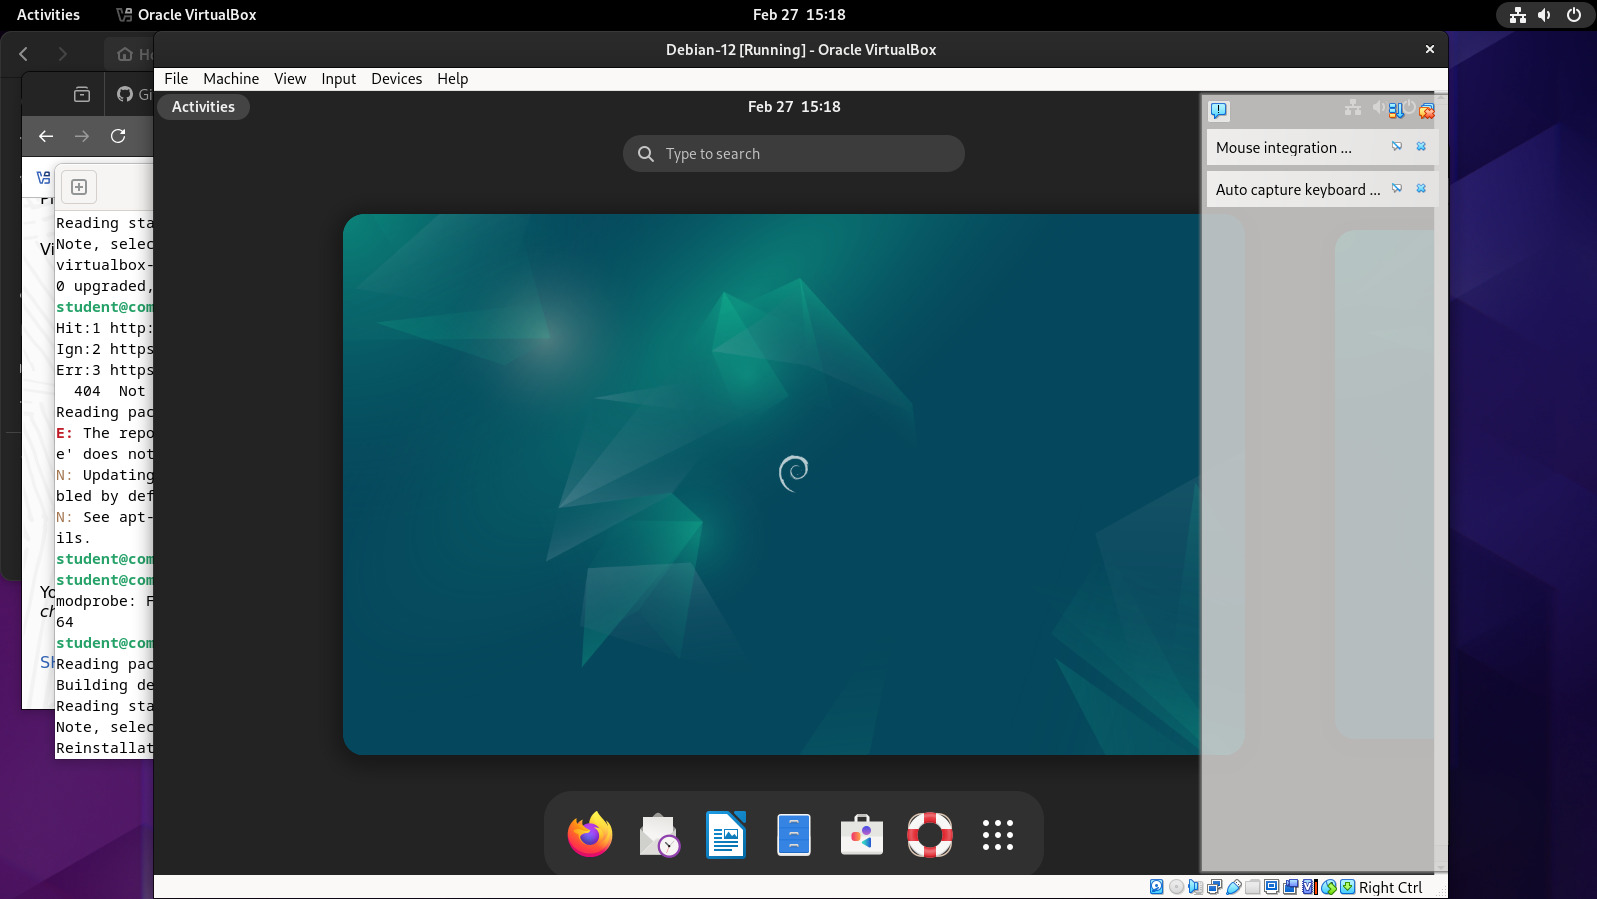 Activities
Oracle VirtualBox
Feb 27 15:18
Debian-12 [Running] - Oracle VirtualBox
File Machine View Input Devices Help
Activities
Feb 27 15:18
Type to search
Mouse integration ...
Auto capture keyboard ...
Right Ctrl
Reading sta
Note, selec
virtualbox-
0 upgraded,
student@com
Hit:1 http:
Ign:2 https
Err:3 https
404 Not
Reading pac
E: The repo
e' does not
N: Updating
bled by def
N: See apt-
ils.
student@com
student@com
modprobe: F
64
student@com
Reading pac
Building de
Reading sta
Note, selec
Reinstallat